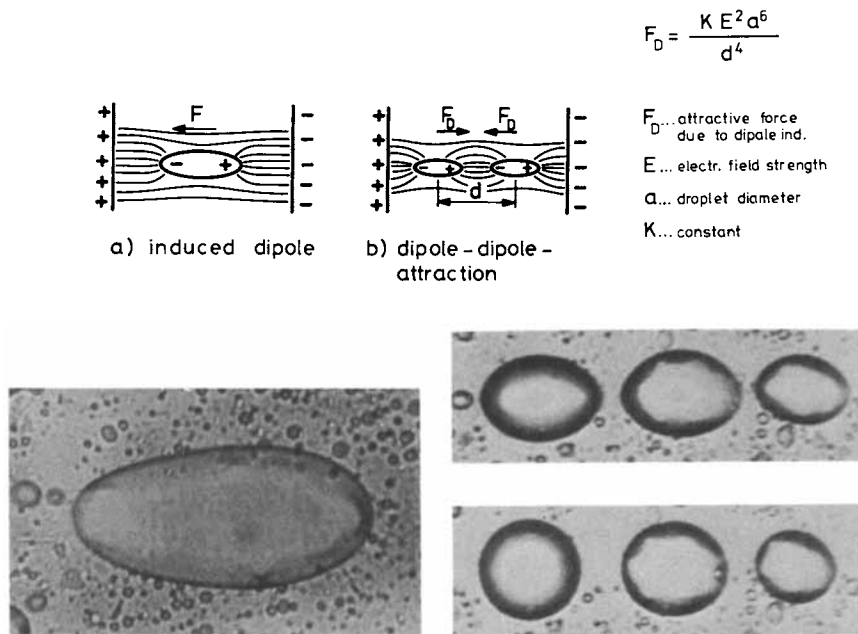 F_D = K E² a⁶ / d⁴
+ F −
+ −
+ − + −
+ −
+ −
+ F_D F_D −
+ −
+ − + − + −
+ −
+ d −
a) induced dipole
b) dipole-dipole-
attraction
F_D... attractive force
due to dipale ind.
E ... electr. field strength
a... droplet diameter
K... constant